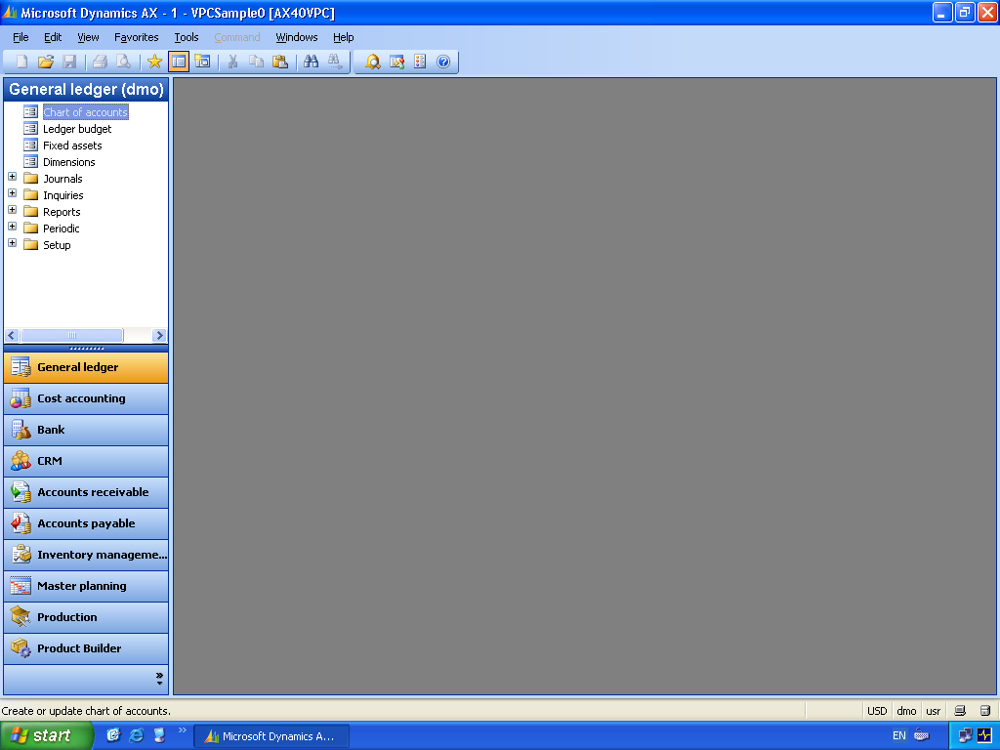 Microsoft Dynamics AX - 1 - VPCSample0 [AX40VPC]
File Edit View Favorites Tools Command Windows Help
General ledger (dmo)
Chart of accounts
Ledger budget
Fixed assets
Dimensions
Journals
Inquiries
Reports
Periodic
Setup
General ledger
Cost accounting
Bank
CRM
Accounts receivable
Accounts payable
Inventory manageme...
Master planning
Production
Product Builder
Create or update chart of accounts. USD dmo usr
start Microsoft Dynamics A... EN